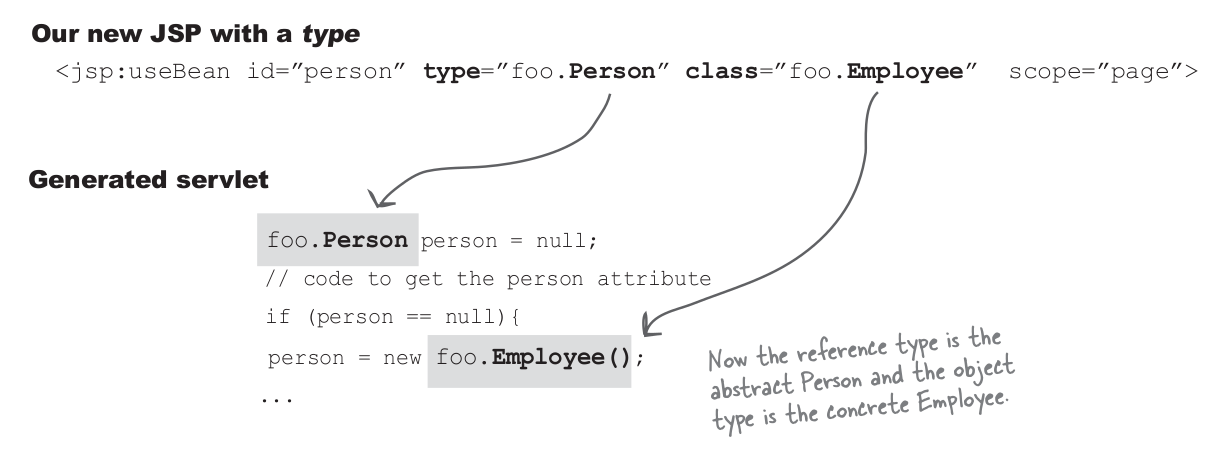 Our new JSP with a type
<jsp:useBean id=”person” type=”foo.Person” class=”foo.Employee” scope=”page”>
Generated servlet
foo.Person person = null;
// code to get the person attribute
if (person == null){
person = new foo.Employee();
...
Now the reference type is the
abstract Person and the object
type is the concrete Employee.